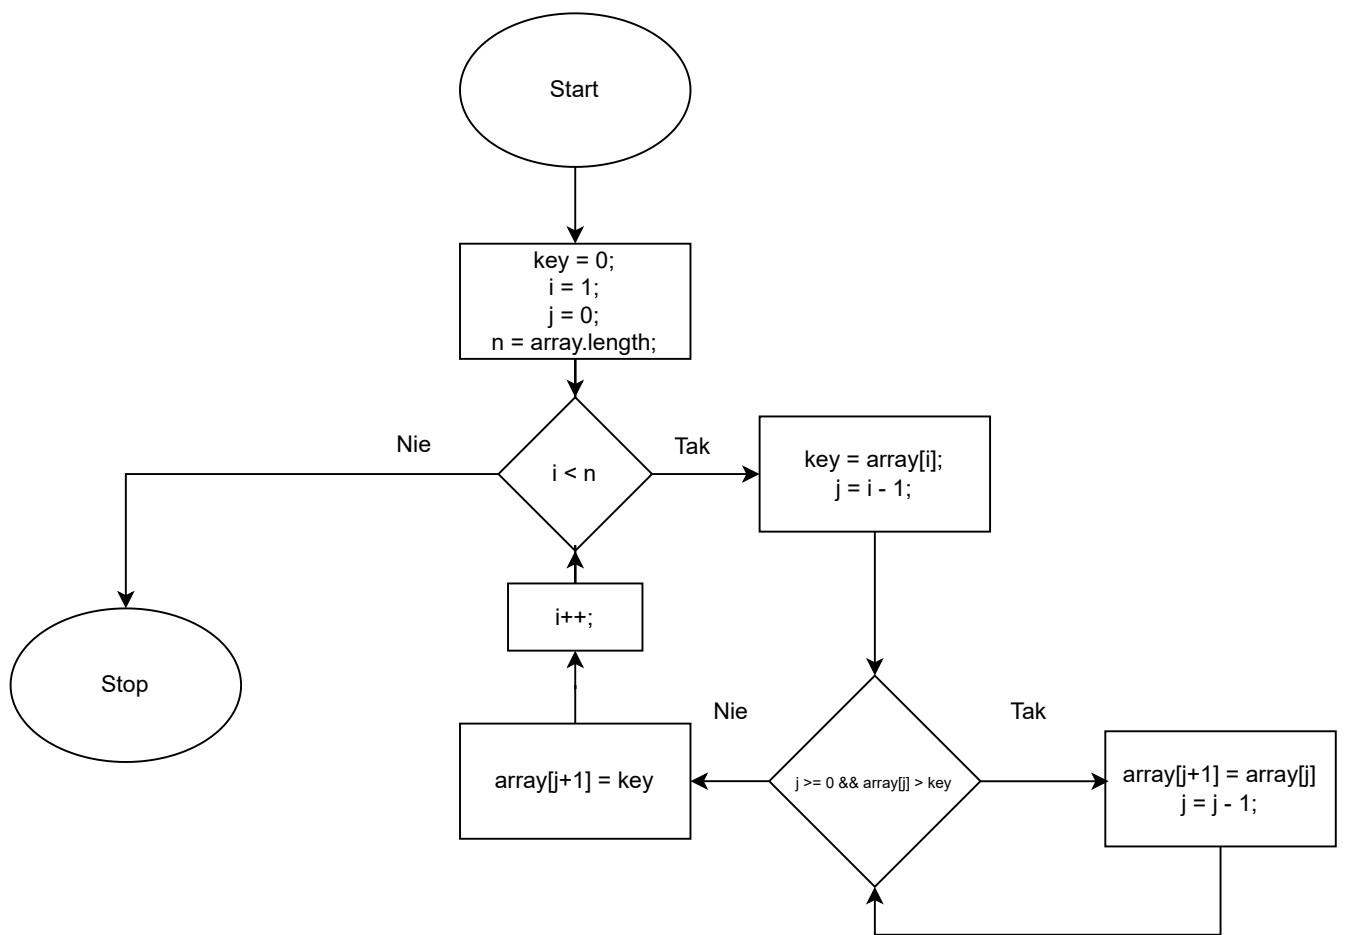 Start
key = 0;
i = 1;
j = 0;
n = array.length;
Nie
i < n
Tak
key = array[i];
j = i - 1;
i++;
Stop
Nie
Tak
array[j+1] = key
j >= 0 && array[j] > key
array[j+1] = array[j]
j = j - 1;